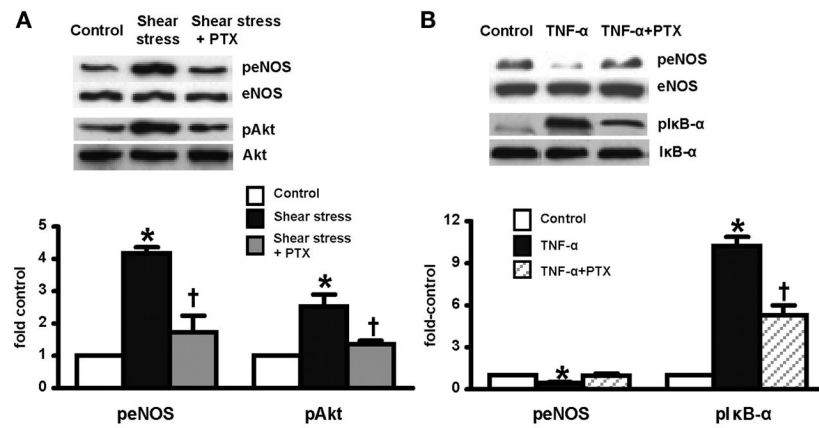 A
Control Shear stress Shear stress + PTX
peNOS
eNOS
pAkt
Akt
Control
Shear stress
Shear stress
+ PTX
fold control
5
4
3
2
1
0
*
†
*
†
peNOS pAkt
B
Control TNF-α TNF-α+PTX
peNOS
eNOS
pIκB-α
IκB-α
Control
TNF-α
TNF-α+PTX
fold-control
12
9
6
3
0
*
*
†
peNOS pIκB-α